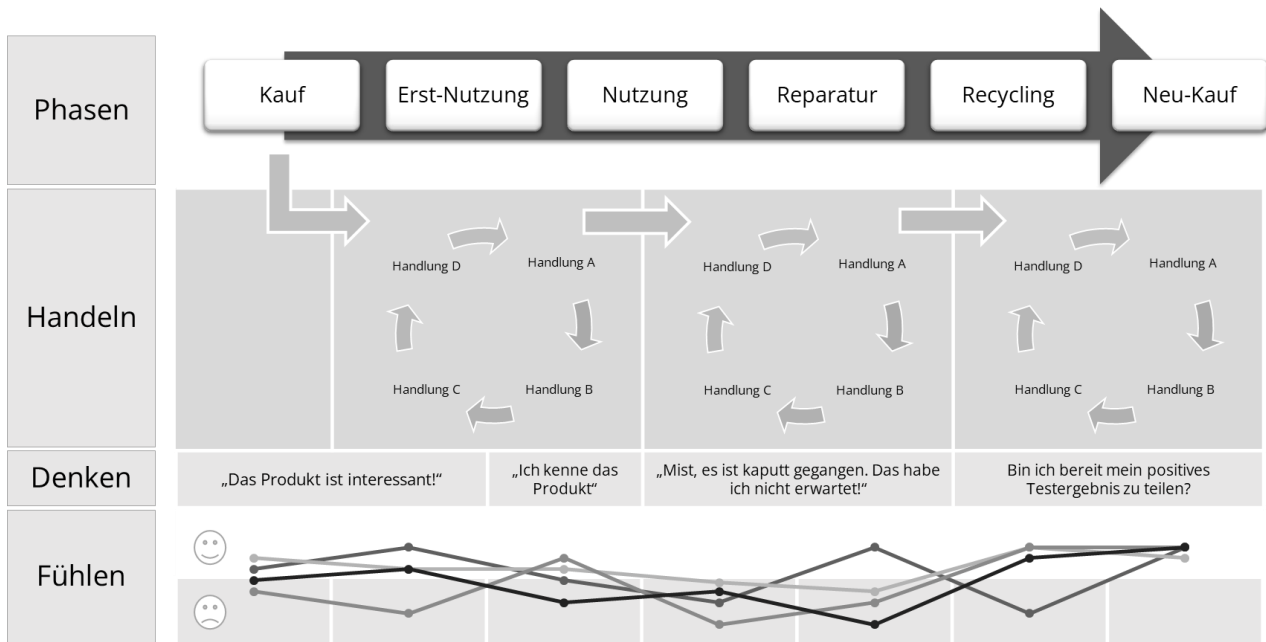 Phasen
Kauf
Erst-Nutzung
Nutzung
Reparatur
Recycling
Neu-Kauf
Handeln
Handlung D
Handlung A
Handlung C
Handlung B
Handlung D
Handlung A
Handlung C
Handlung B
Handlung D
Handlung A
Handlung C
Handlung B
Denken
„Das Produkt ist interessant!“
„Ich kenne das
Produkt“
„Mist, es ist kaputt gegangen. Das habe
ich nicht erwartet!“
Bin ich bereit mein positives
Testergebnis zu teilen?
Fühlen